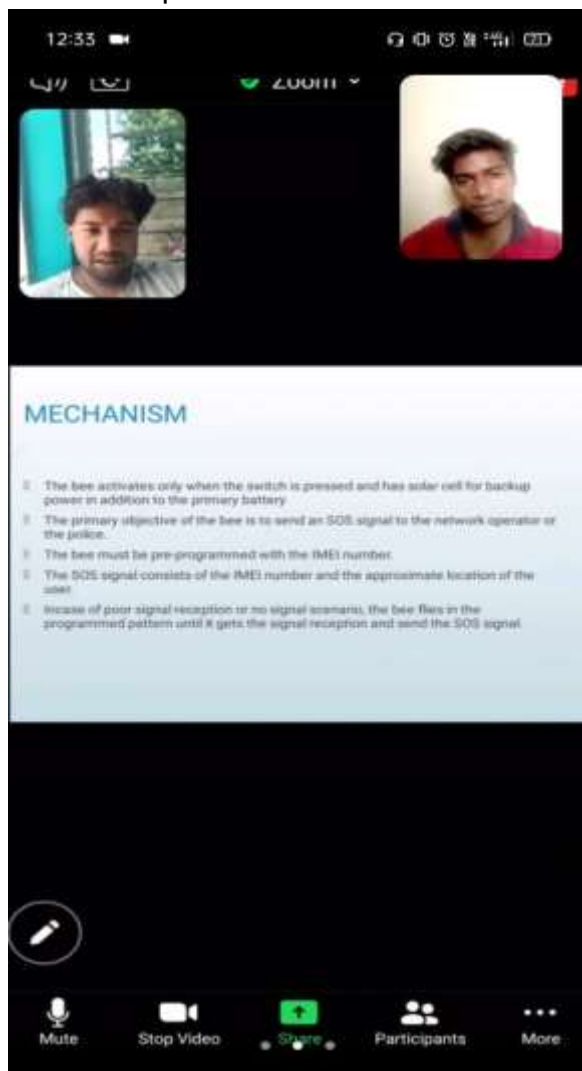 12:33
Zoom
MECHANISM
The bee activates only when the switch is pressed and has solar cell for backup
power in addition to the primary battery
The primary objective of the bee is to send an SOS signal to the network operator or
the police.
The bee must be pre-programmed with the IMEI number.
The SOS signal consists of the IMEI number and the approximate location of the
user.
Incase of poor signal reception or no signal scenario, the bee flies in the
programmed pattern until it gets the signal reception and send the SOS signal
Mute Stop Video Share Participants More